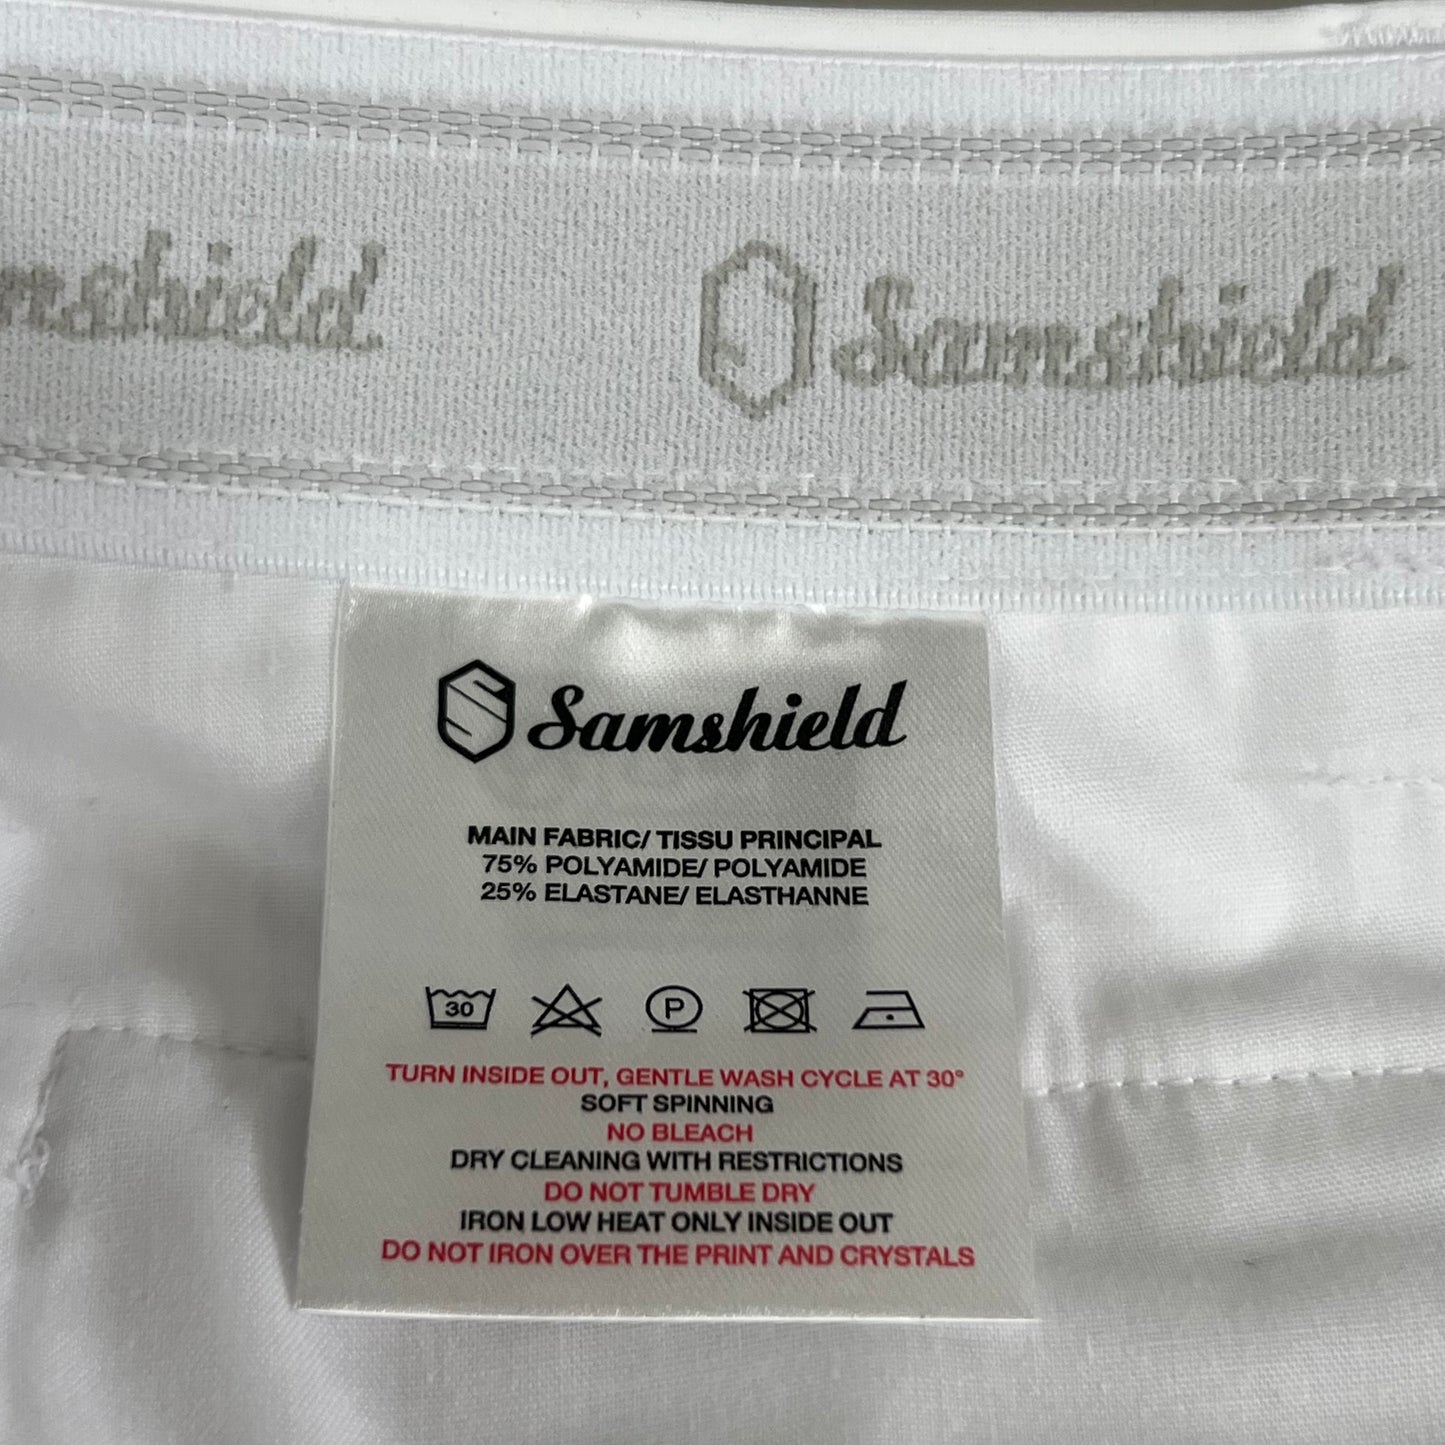 Samshield
Samshield
Samshield
MAIN FABRIC/ TISSU PRINCIPAL
75% POLYAMIDE/ POLYAMIDE
25% ELASTANE/ ELASTHANNE
30 P
TURN INSIDE OUT, GENTLE WASH CYCLE AT 30°
SOFT SPINNING
NO BLEACH
DRY CLEANING WITH RESTRICTIONS
DO NOT TUMBLE DRY
IRON LOW HEAT ONLY INSIDE OUT
DO NOT IRON OVER THE PRINT AND CRYSTALS